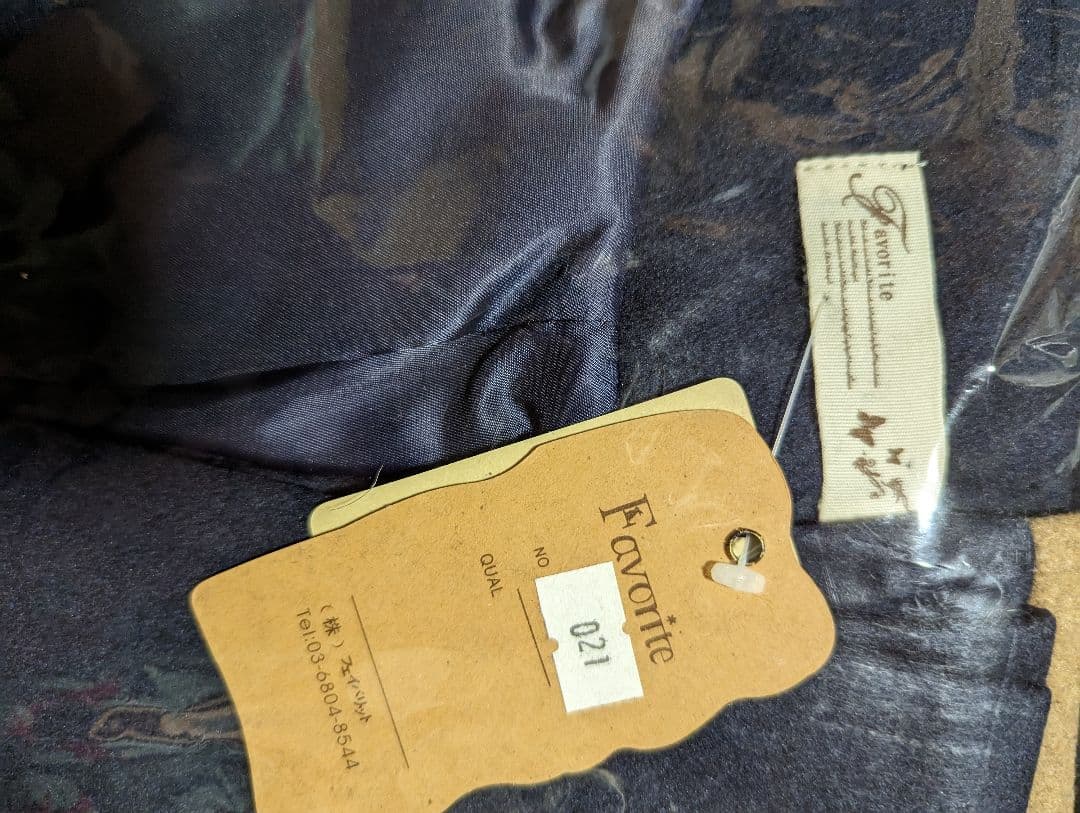 Favorite
Favorite
NO
021
QUAL
(株)フェイバリット
Tel:03-6804-8544